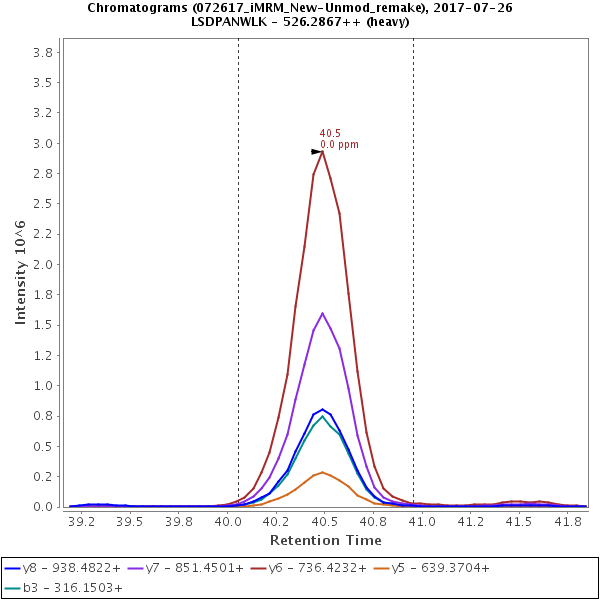 Chromatograms (072617_iMRM_New-Unmod_remake), 2017-07-26
LSDPANWLK - 526.2867++ (heavy)
40.5
0.0 ppm
Intensity 10^6
3.8
3.5
3.2
3.0
2.8
2.5
2.2
2.0
1.8
1.5
1.2
1.0
0.8
0.5
0.2
0.0
39.2 39.5 39.8 40.0 40.2 40.5 40.8 41.0 41.2 41.5 41.8
Retention Time
y8 - 938.4822+ y7 - 851.4501+ y6 - 736.4232+ y5 - 639.3704+
b3 - 316.1503+